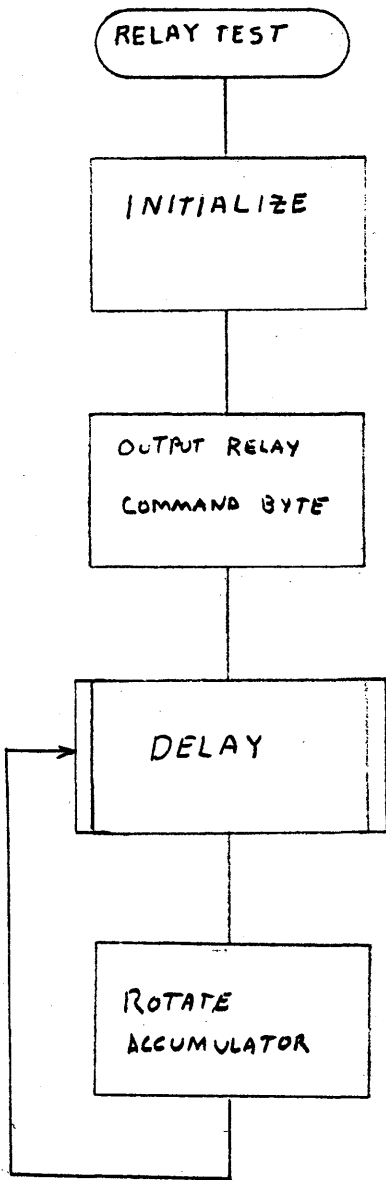 RELAY TEST
INITIALIZE
OUTPUT RELAY
COMMAND BYTE
DELAY
ROTATE
ACCUMULATOR